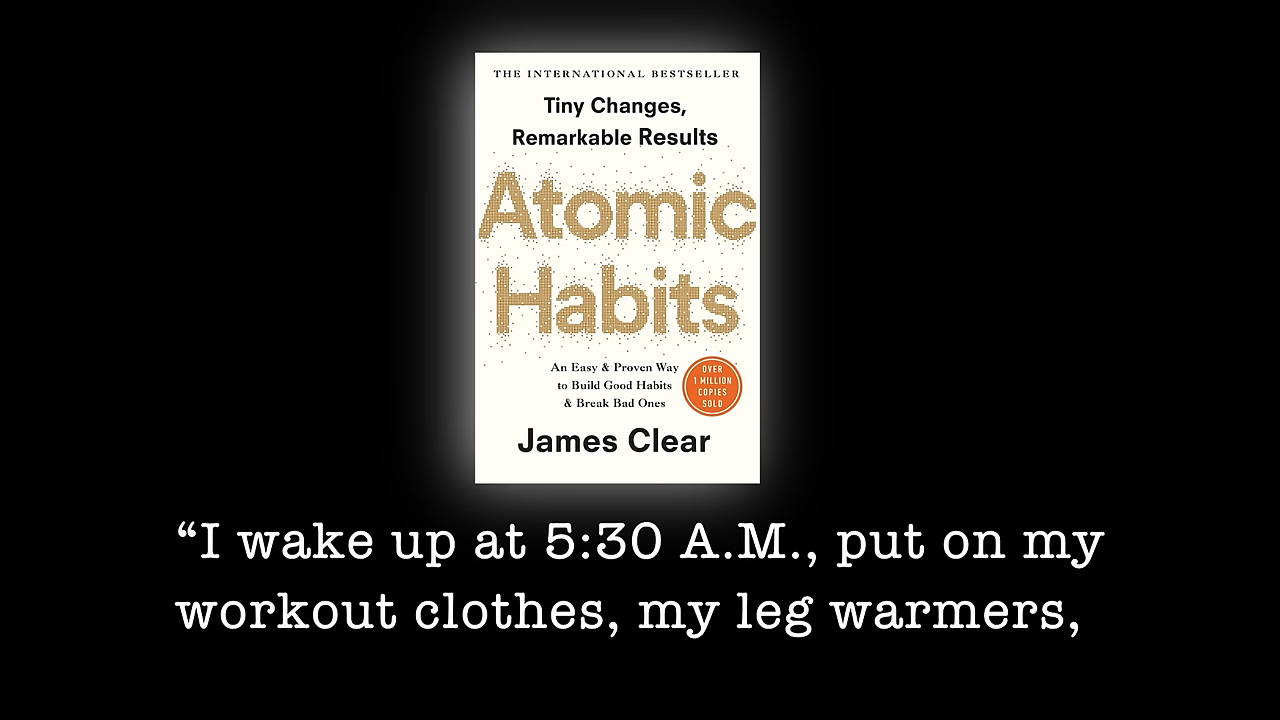 THE INTERNATIONAL BESTSELLER
Tiny Changes,
Remarkable Results
Atomic
Habits
An Easy & Proven Way
to Build Good Habits
& Break Bad Ones
OVER
1 MILLION
COPIES
SOLD
James Clear
“I wake up at 5:30 A.M., put on my
workout clothes, my leg warmers,